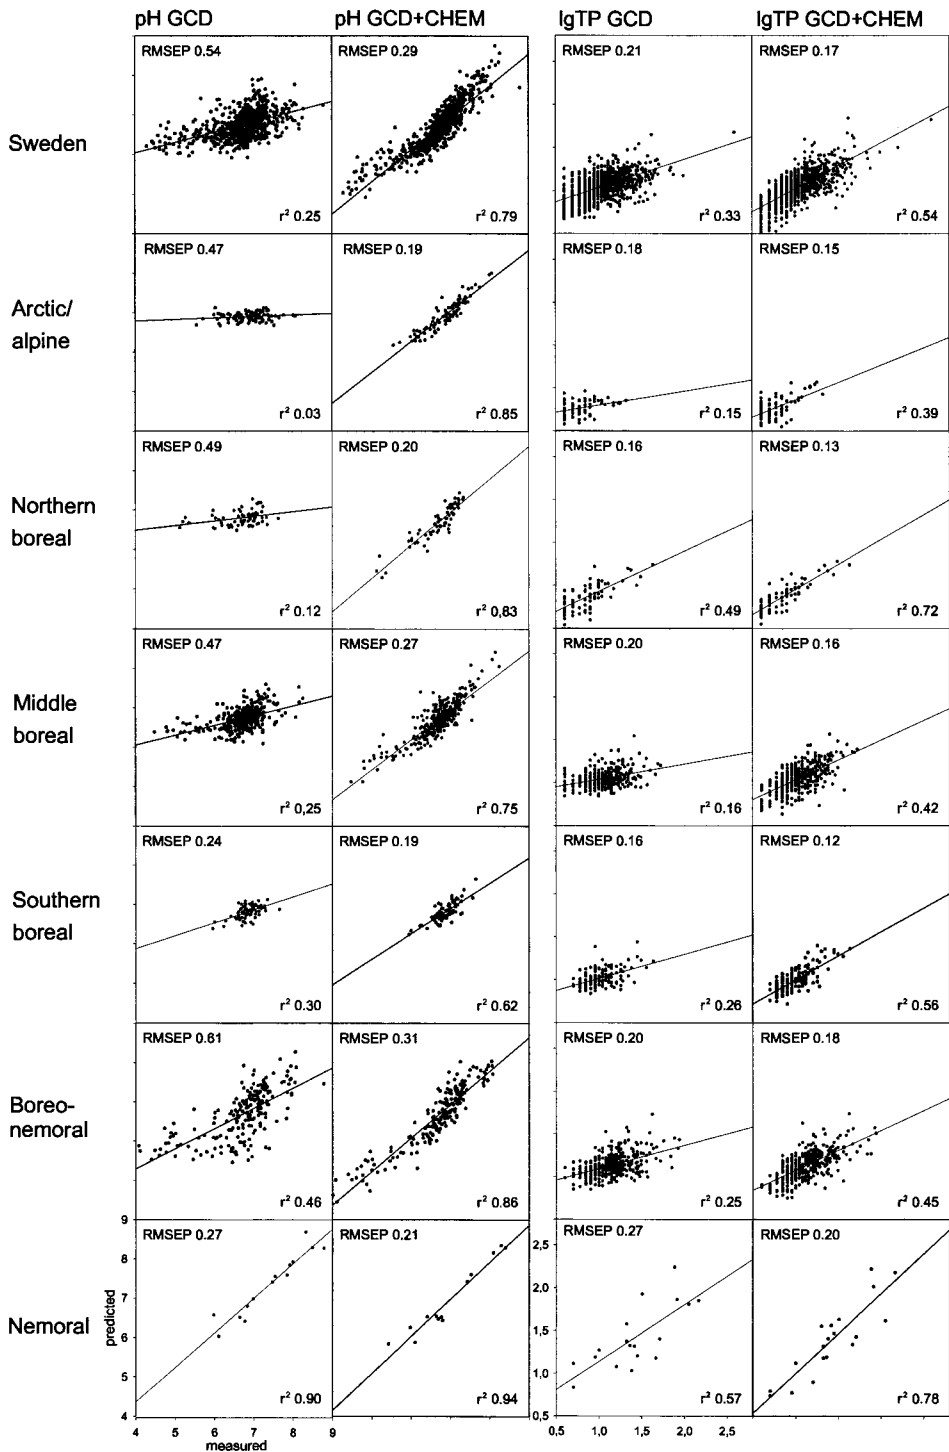 pH GCD pH GCD+CHEM lgTP GCD lgTP GCD+CHEM
Sweden
RMSEP 0.54 RMSEP 0.29 RMSEP 0.21 RMSEP 0.17
r² 0.25 r² 0.79 r² 0.33 r² 0.54
Arctic/
alpine
RMSEP 0.47 RMSEP 0.19 RMSEP 0.18 RMSEP 0.15
r² 0.03 r² 0.85 r² 0.15 r² 0.39
Northern
boreal
RMSEP 0.49 RMSEP 0.20 RMSEP 0.16 RMSEP 0.13
r² 0.12 r² 0,83 r² 0.49 r² 0.72
Middle
boreal
RMSEP 0.47 RMSEP 0.27 RMSEP 0.20 RMSEP 0.16
r² 0,25 r² 0.75 r² 0.16 r² 0.42
Southern
boreal
RMSEP 0.24 RMSEP 0.19 RMSEP 0.16 RMSEP 0.12
r² 0.30 r² 0.62 r² 0.26 r² 0.56
Boreo-
nemoral
RMSEP 0.61 RMSEP 0.31 RMSEP 0.20 RMSEP 0.18
r² 0.46 r² 0.86 r² 0.25 r² 0.45
Nemoral
RMSEP 0.27 RMSEP 0.21 RMSEP 0.27 RMSEP 0.20
r² 0.90 r² 0.94 r² 0.57 r² 0.78
9
8
7
6
5
4
predicted
4 5 6 7 8 9
measured
2,5
2,0
1,5
1,0
0,5
0,5 1,0 1,5 2,0 2,5